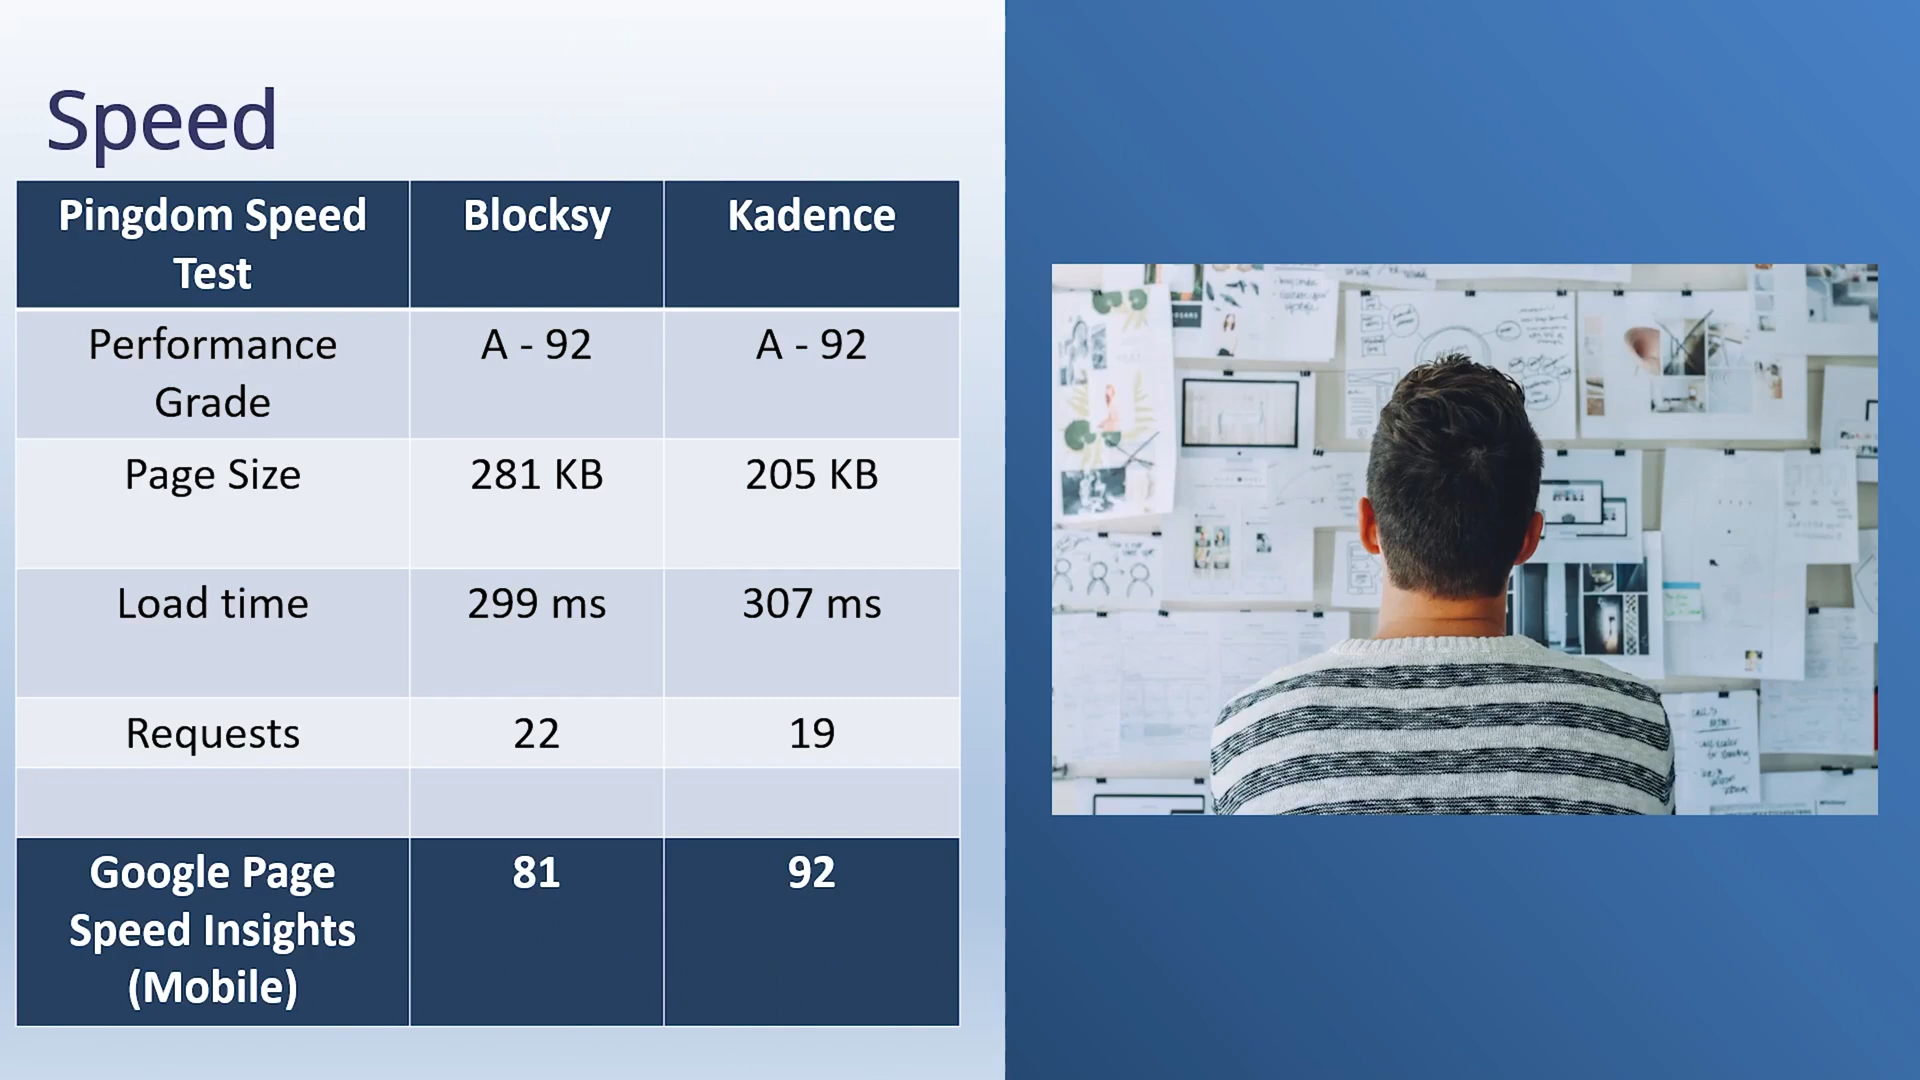 Speed
Pingdom Speed
Test
Blocksy
Kadence
Performance
Grade
A - 92
A - 92
Page Size
281 KB
205 KB
Load time
299 ms
307 ms
Requests
22
19
Google Page
Speed Insights
(Mobile)
81
92